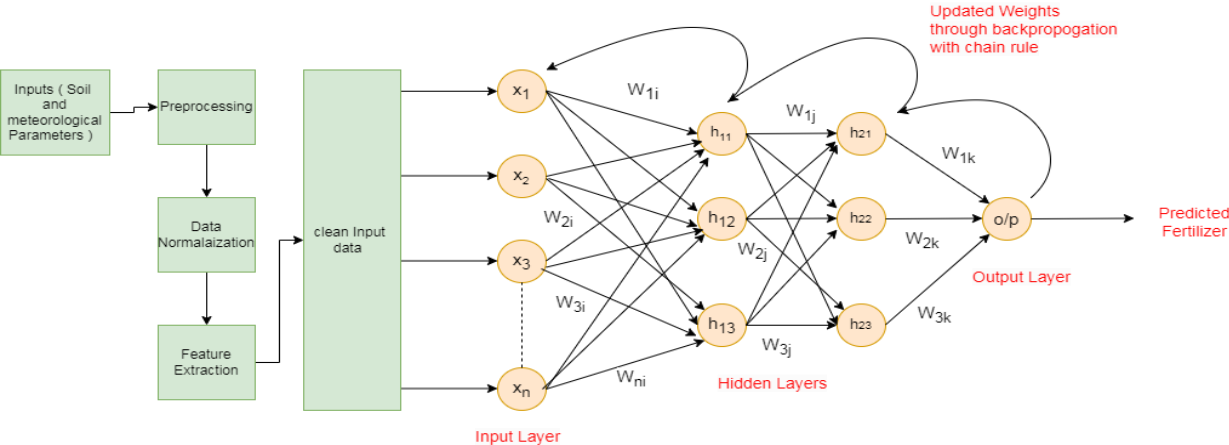 Inputs ( Soil
and
meteorological
Parameters )
Preprocessing
Data
Normalaization
Feature
Extraction
clean Input
data
x1
x2
x3
xn
Input Layer
W1i
W2i
W3i
Wni
h11
h12
h13
Hidden Layers
W1j
W2j
W3j
h21
h22
h23
Updated Weights
through backpropogation
with chain rule
W1k
W2k
W3k
o/p
Output Layer
Predicted
Fertilizer